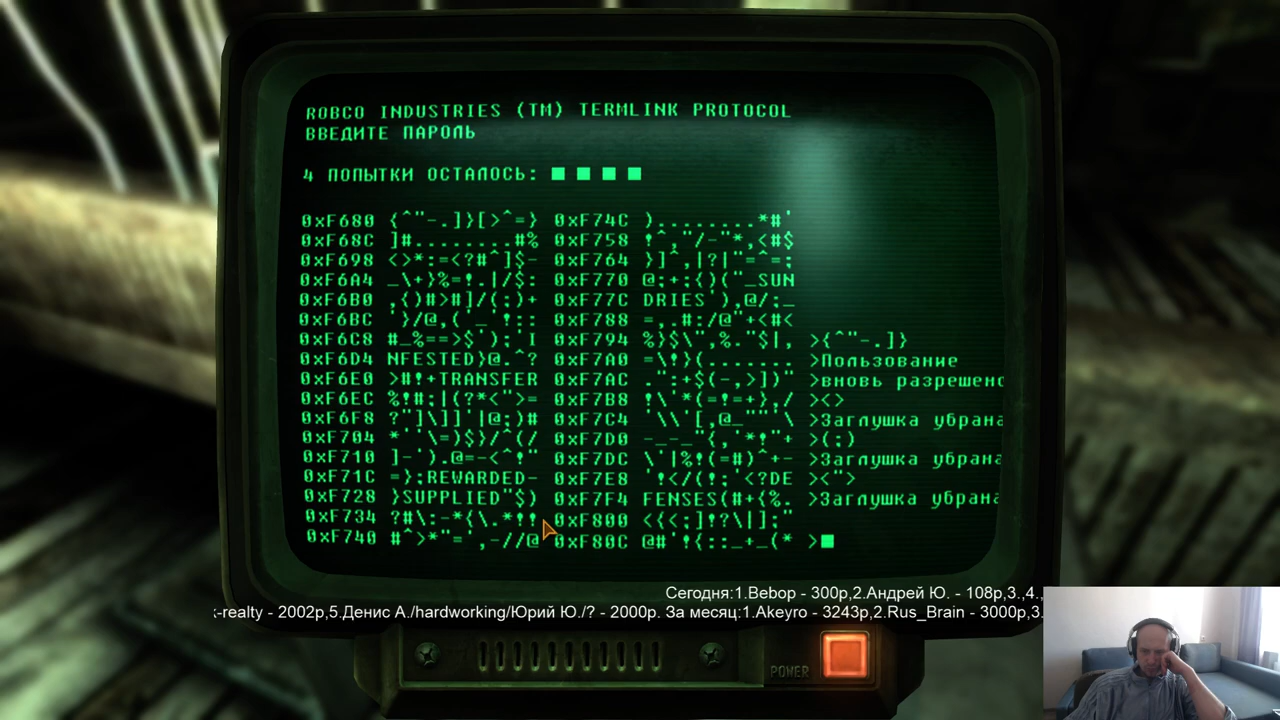 ROBCO INDUSTRIES (TM) TERMLINK PROTOCOL
ВВЕДИТЕ ПАРОЛЬ
4 ПОПЫТКИ ОСТАЛОСЬ: ■ ■ ■ ■
0xF680 {^"-.]}[>^=} 0xF74C )........*#'
0xF68C ]#........#% 0xF758 !^,"/-"*,<#$
0xF698 <>*:=<?#^]$- 0xF764 }]^,|?|"=^=;
0xF6A4 _\+}%=!.|/$: 0xF770 @;+;{)("_SUN
0xF6B0 ,{)#>#]/(;)+ 0xF77C DRIES'),@/;_
0xF6BC '}/@,('_'!:: 0xF788 =,.#:/@"+<#<
0xF6C8 #_%==>$');'I 0xF794 %}$\",%."$|, >{^"-.]}
0xF6D4 NFESTED}@.^? 0xF7A0 =\!}(....... >Пользование
0xF6E0 >#!+TRANSFER 0xF7AC .":+$(-,>])" >вновь разрешено
0xF6EC %!#;|(?*<">= 0xF7B8 !\'*(=!=+},/ ><>
0xF6F8 ?"]\]]'|@;)# 0xF7C4 '\\'[,@_""'\ >Заглушка убрана
0xF704 *'"\=)$}/^(/ 0xF7D0 -_-_"{,'*!"+ >(;)
0xF710 ]-').@=-<^!" 0xF7DC \'|%!(=#)^+- >Заглушка убрана
0xF71C =};REWARDED- 0xF7E8 '!</(!;'<?DE ><">
0xF728 }SUPPLIED"$) 0xF7F4 FENSES(#+{%. >Заглушка убрана
0xF734 ?#\:-*{\.*!! 0xF800 <{<;]!?\|];"
0xF740 #^>*"=',-//@ 0xF80C @#'!{::_+_(* >■
Сегодня:1.Bebop - 300р,2.Андрей Ю. - 108р,3.,4.,
-realty - 2002р,5.Денис А./hardworking/Юрий Ю./? - 2000р. За месяц:1.Akeyro - 3243р,2.Rus_Brain - 3000р,3.
POWER